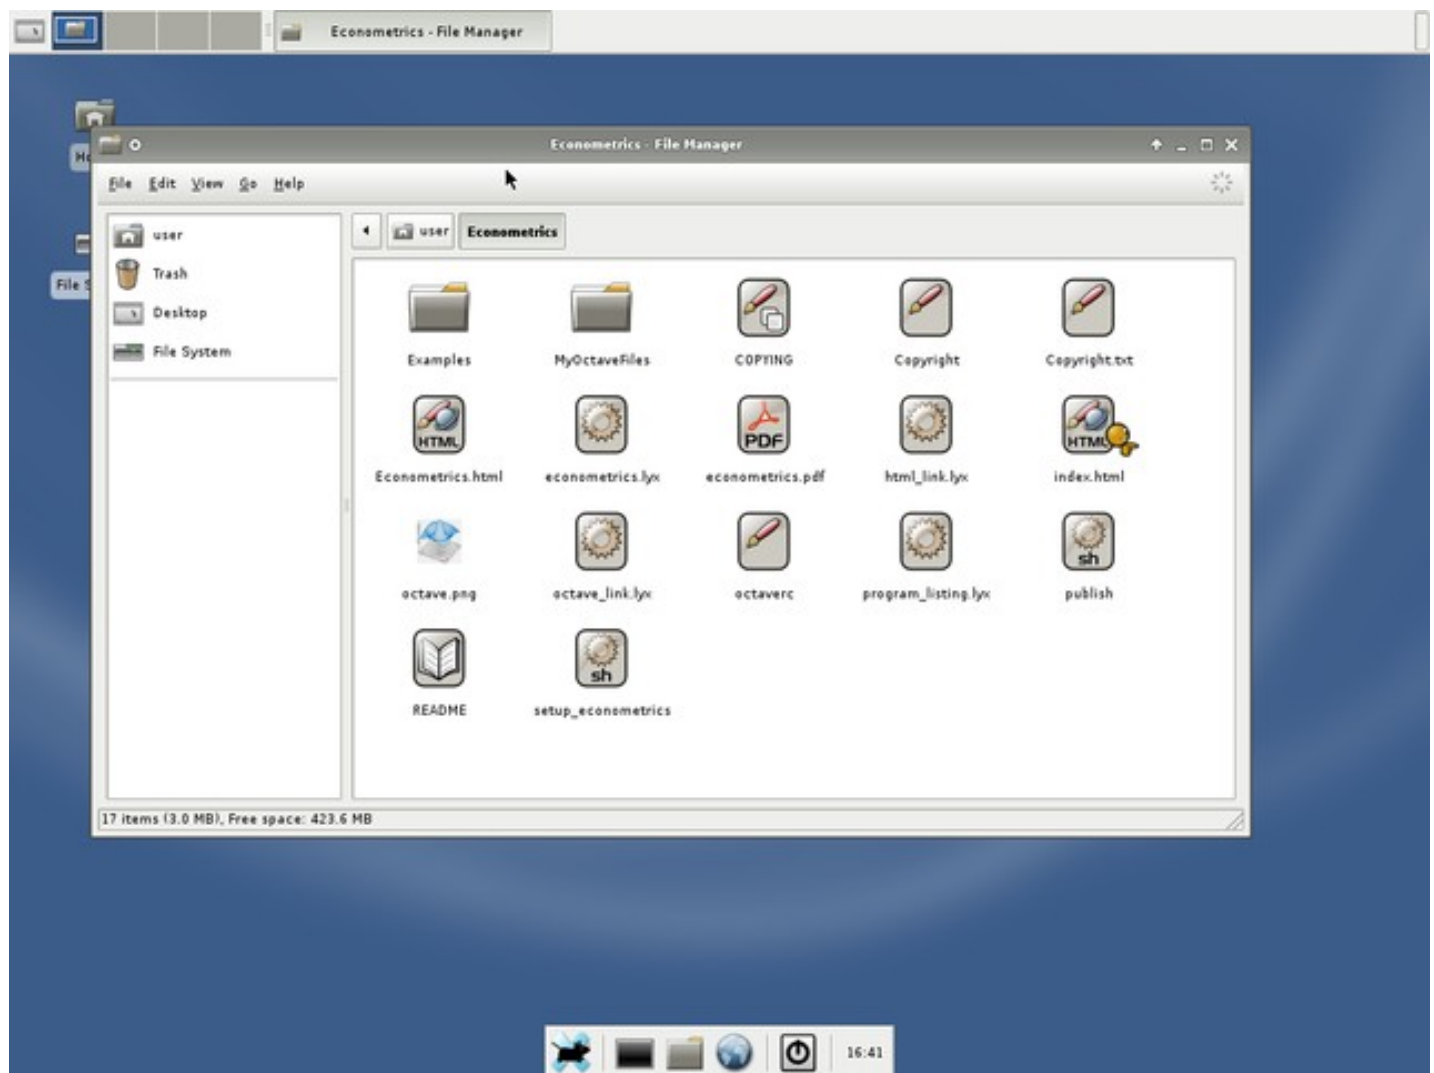 Econometrics - File Manager
Econometrics - File Manager
File Edit View Go Help
user
Trash
Desktop
File System
user Econometrics
Examples MyOctaveFiles COPYING Copyright Copyright.txt
HTML PDF HTML
Econometrics.html econometrics.lyx econometrics.pdf html_link.lyx index.html
sh
octave.png octave_link.lyx octaverc program_listing.lyx publish
sh
README setup_econometrics
File S
17 items (3.0 MB), Free space: 423.6 MB
16:41